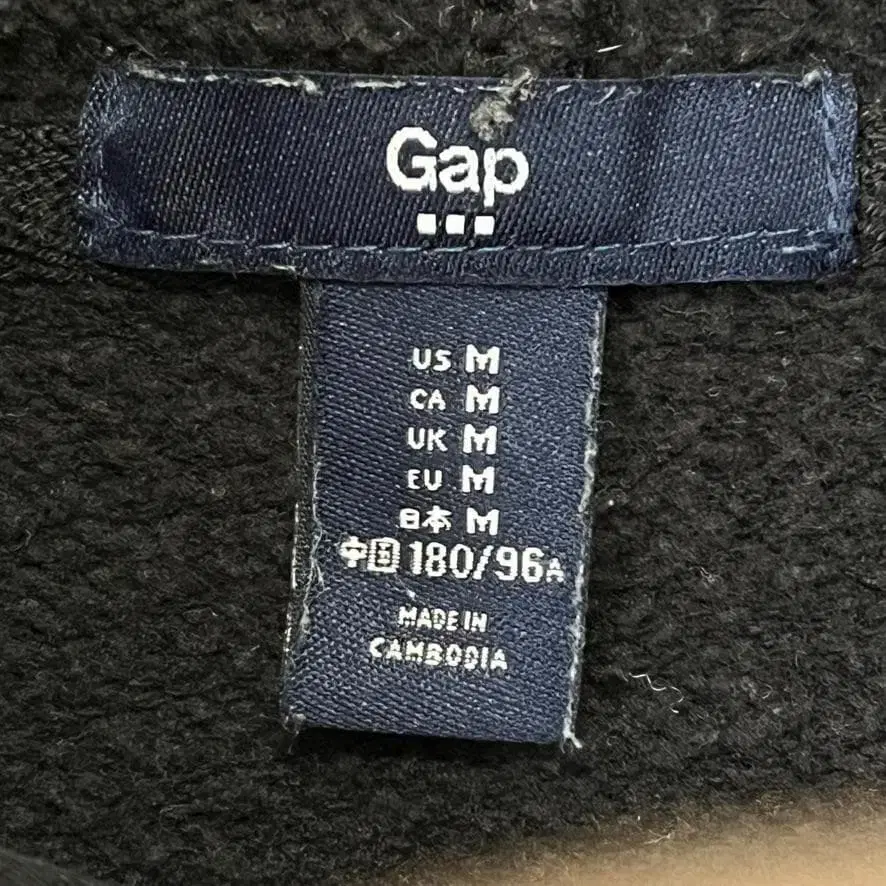 Gap
US M
CA M
UK M
EU M
日本 M
中国 180/96A
MADE IN
CAMBODIA